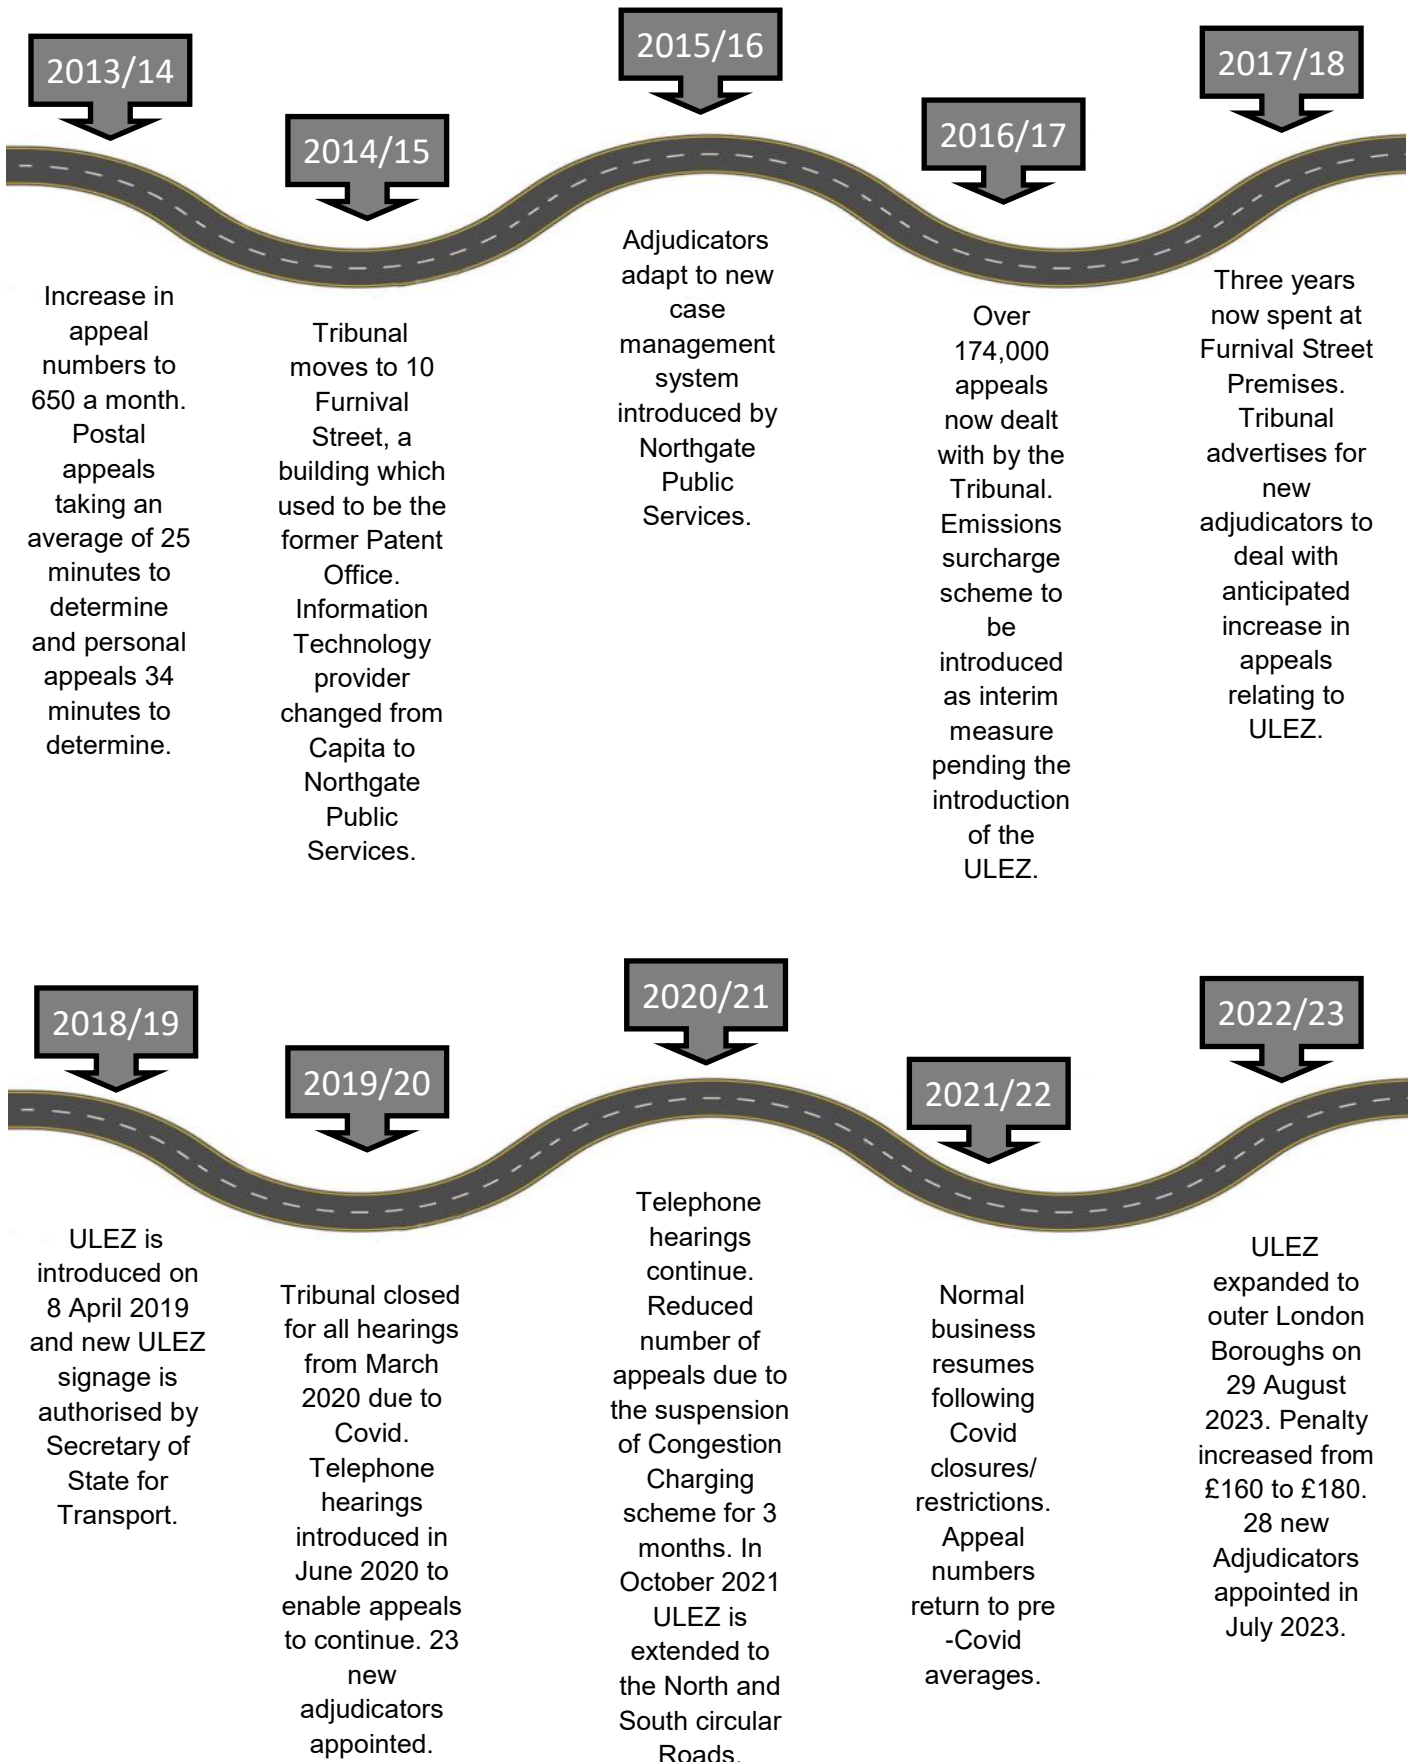 2013/14
Increase in
appeal
numbers to
650 a month.
Postal
appeals
taking an
average of 25
minutes to
determine
and personal
appeals 34
minutes to
determine.
2014/15
Tribunal
moves to 10
Furnival
Street, a
building which
used to be the
former Patent
Office.
Information
Technology
provider
changed from
Capita to
Northgate
Public
Services.
2015/16
Adjudicators
adapt to new
case
management
system
introduced by
Northgate
Public
Services.
2016/17
Over
174,000
appeals
now dealt
with by the
Tribunal.
Emissions
surcharge
scheme to
be
introduced
as interim
measure
pending the
introduction
of the
ULEZ.
2017/18
Three years
now spent at
Furnival Street
Premises.
Tribunal
advertises for
new
adjudicators to
deal with
anticipated
increase in
appeals
relating to
ULEZ.
2018/19
ULEZ is
introduced on
8 April 2019
and new ULEZ
signage is
authorised by
Secretary of
State for
Transport.
2019/20
Tribunal closed
for all hearings
from March
2020 due to
Covid.
Telephone
hearings
introduced in
June 2020 to
enable appeals
to continue. 23
new
adjudicators
appointed.
2020/21
Telephone
hearings
continue.
Reduced
number of
appeals due to
the suspension
of Congestion
Charging
scheme for 3
months. In
October 2021
ULEZ is
extended to
the North and
South circular
Roads.
2021/22
Normal
business
resumes
following
Covid
closures/
restrictions.
Appeal
numbers
return to pre
-Covid
averages.
2022/23
ULEZ
expanded to
outer London
Boroughs on
29 August
2023. Penalty
increased from
£160 to £180.
28 new
Adjudicators
appointed in
July 2023.